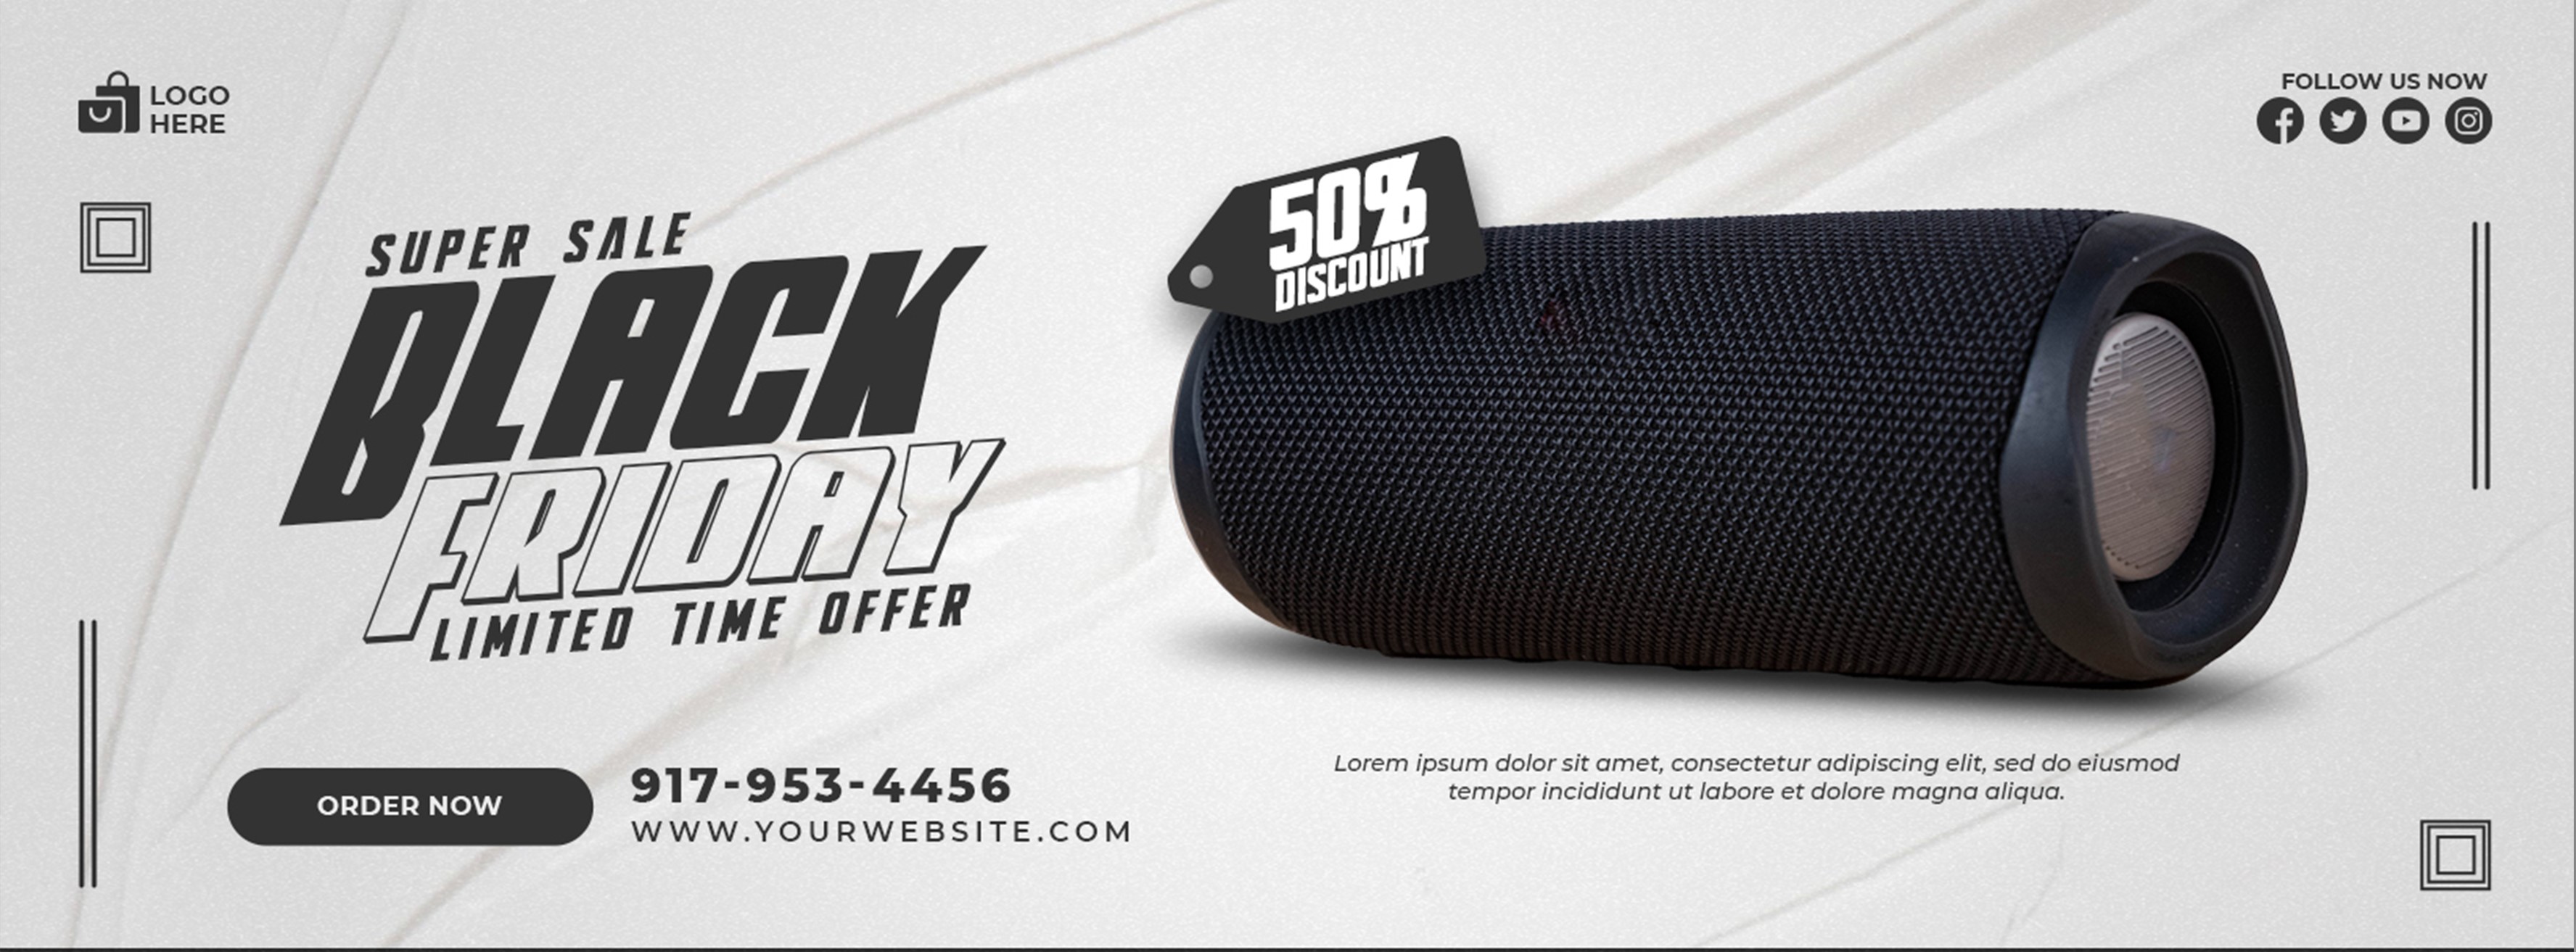 LOGO
HERE
FOLLOW US NOW
SUPER SALE
BLACK
FRIDAY
LIMITED TIME OFFER
50%
DISCOUNT
ORDER NOW
917-953-4456
WWW.YOURWEBSITE.COM
Lorem ipsum dolor sit amet, consectetur adipiscing elit, sed do eiusmod
tempor incididunt ut labore et dolore magna aliqua.